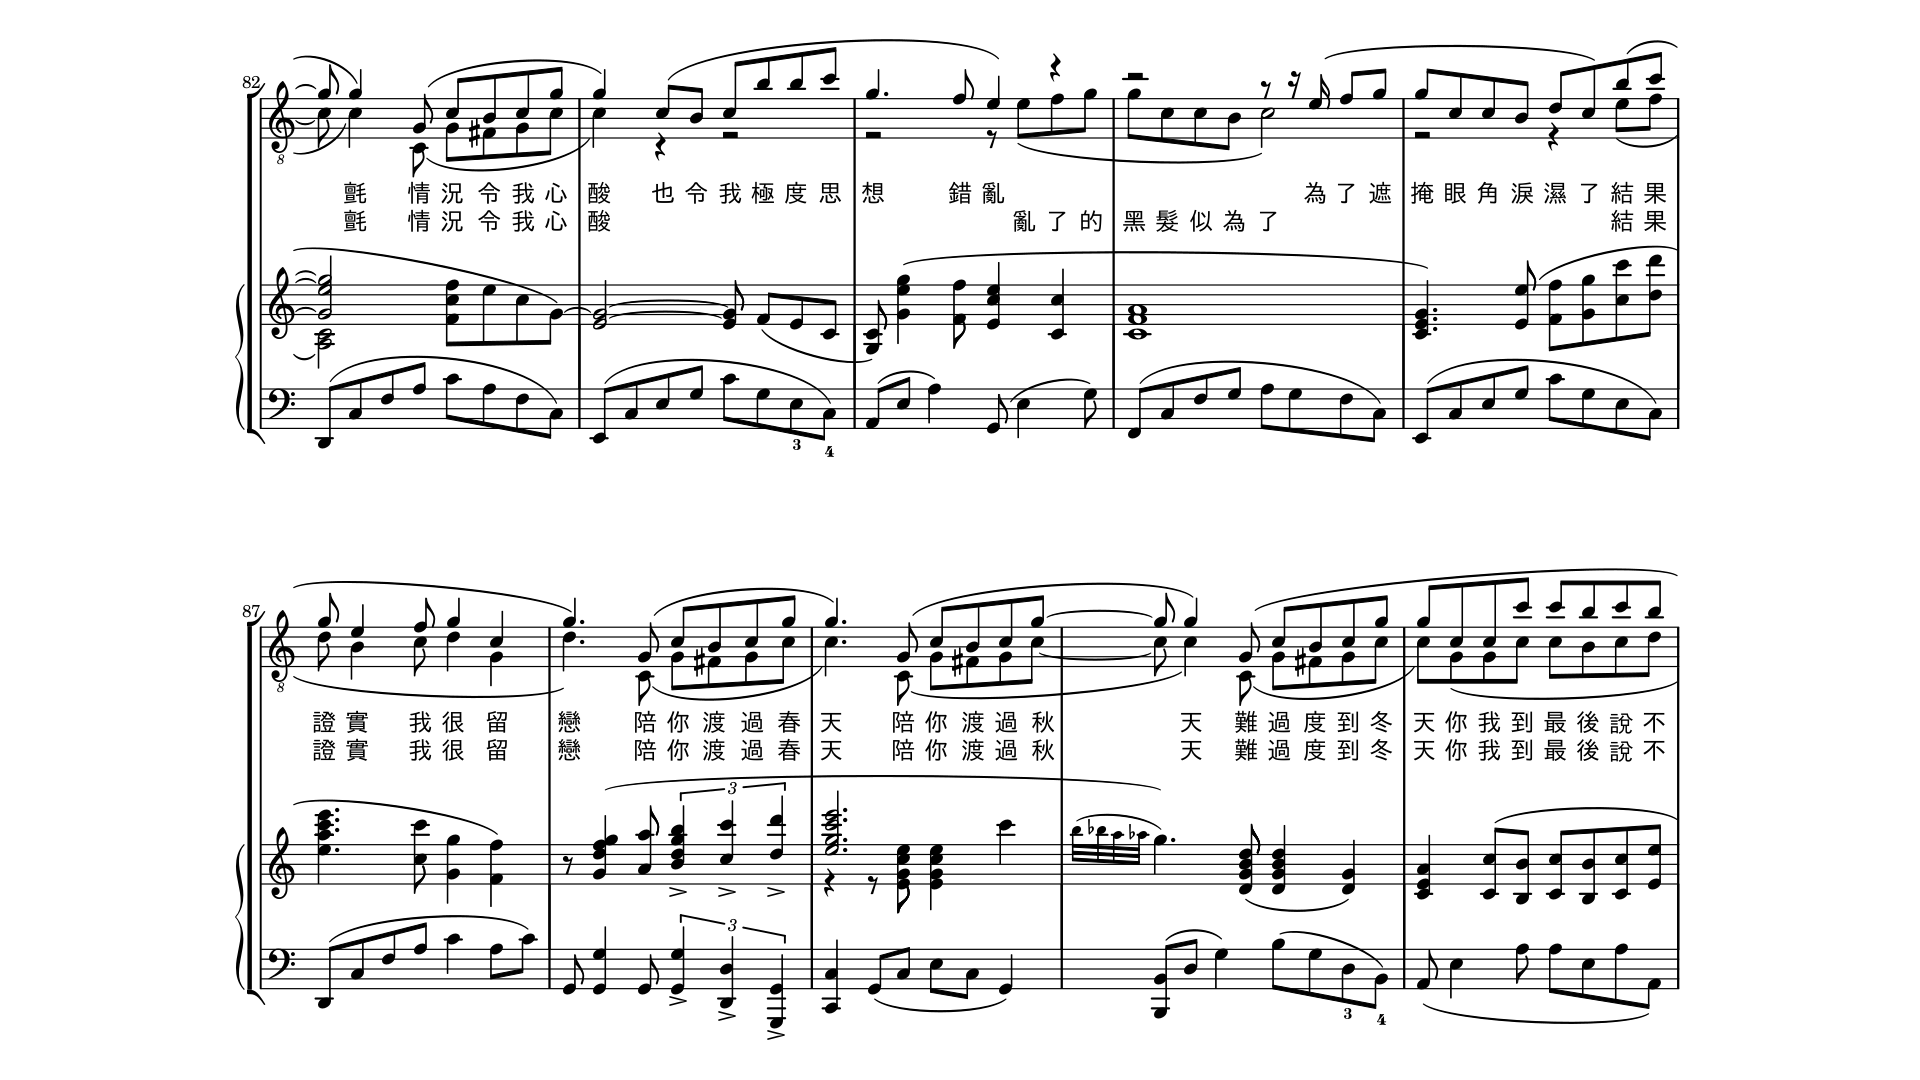 82
8
氈 情 況 令 我 心 酸 也 令 我 極 度 思 想 錯 亂 為 了 遮 掩 眼 角 淚 濕 了 結 果
氈 情 況 令 我 心 酸 亂 了 的 黑 髮 似 為 了 結 果
3 4
87
8
證 實 我 很 留 戀 陪 你 渡 過 春 天 陪 你 渡 過 秋 天 難 過 度 到 冬 天 你 我 到 最 後 說 不
證 實 我 很 留 戀 陪 你 渡 過 春 天 陪 你 渡 過 秋 天 難 過 度 到 冬 天 你 我 到 最 後 說 不
3
3
3 4